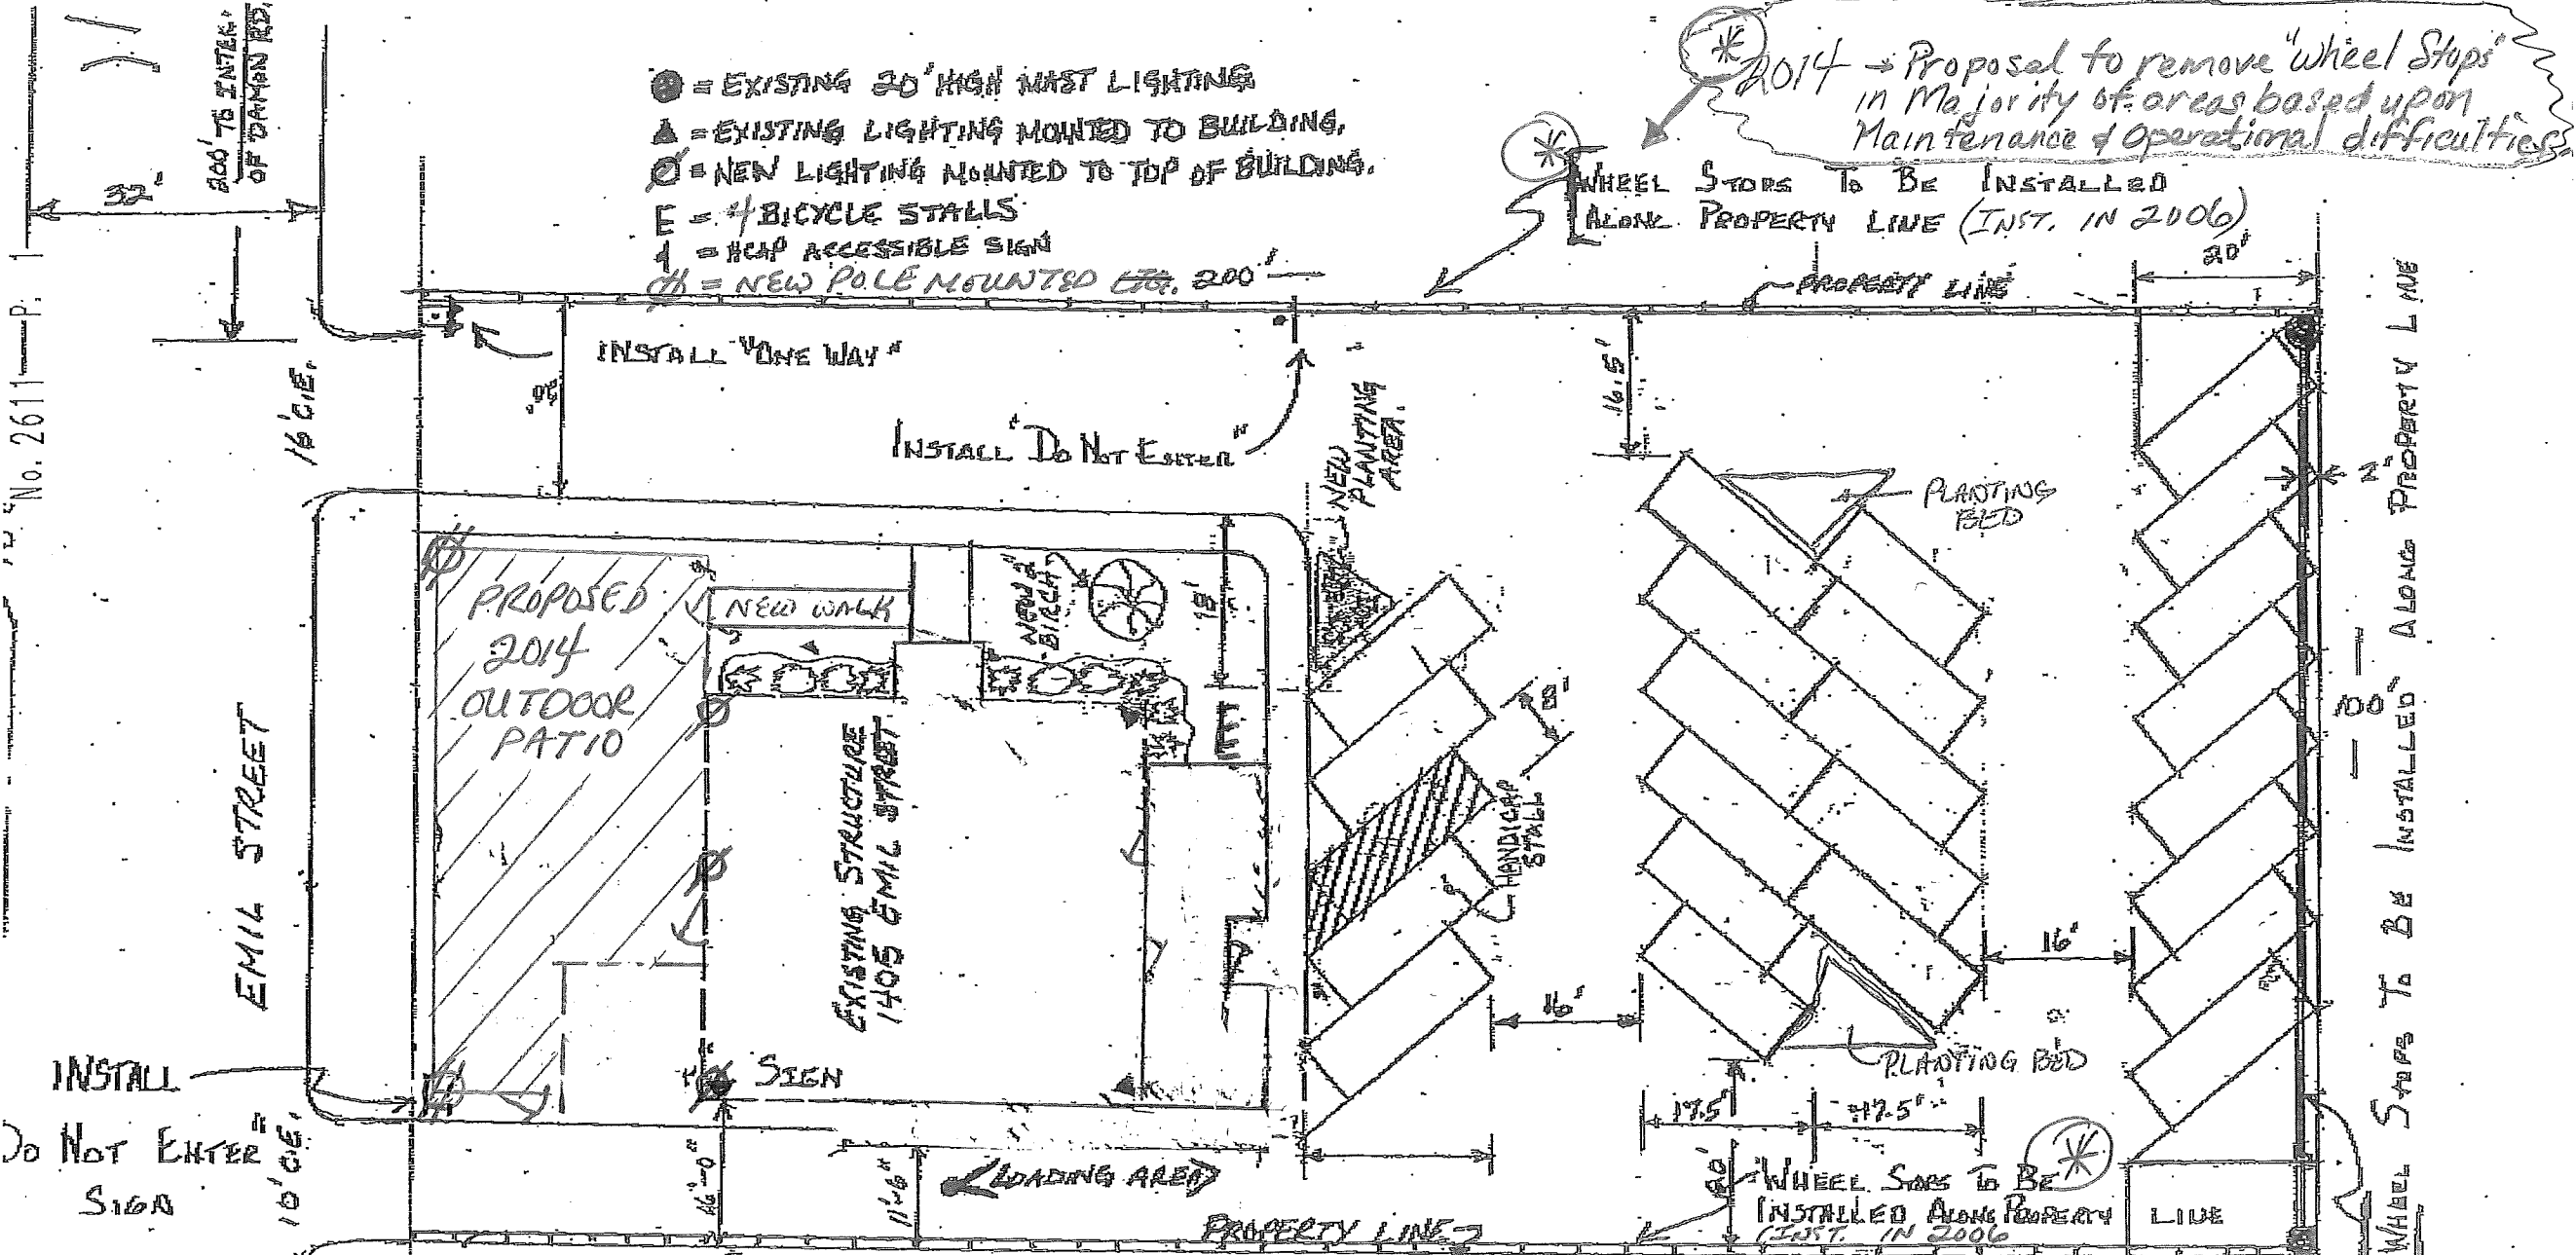 200' TO INTER.
OF DAMON RD.
32'
No. 2611 P. 1
= EXISTING 20' HIGH MAST LIGHTING
= EXISTING LIGHTING MOUNTED TO BUILDING.
= NEW LIGHTING MOUNTED TO TOP OF BUILDING.
E = 4 BICYCLE STALLS
= HCAP ACCESSIBLE SIGN
= NEW POLE MOUNTED LTG.
200'
2014 → Proposal to remove "Wheel Stops"
in Majority of areas based upon
Maintenance & Operational difficulties.
WHEEL STOPS TO BE INSTALLED
ALONG PROPERTY LINE (INST. IN 2006)
20'
PROPERTY LINE
INSTALL "ONE WAY"
16' C.E.
INSTALL "DO NOT ENTER"
NEW
PLANTING
AREA.
16.5'
PLANTING
BED
2'
PROPOSED
2014
OUTDOOR
PATIO
NEW WALK
NEW 2"
BIRCH
18'
E
8'
EMIL STREET
EXISTING STRUCTURE
1405 EMIL STREET
HANDICAP
STALL
16'
16'
100'
WHEEL STOPS TO BE INSTALLED ALONG PROPERTY LINE
INSTALL
DO NOT ENTER"
SIGN
10' C.E.
SIGN
PLANTING BED
17.5'
17.5'
16'-0"
11'-6"
LOADING AREA
PROPERTY LINE
WHEEL SOPS TO BE
INSTALLED ALONG PROPERTY LINE
(INST. IN 2006